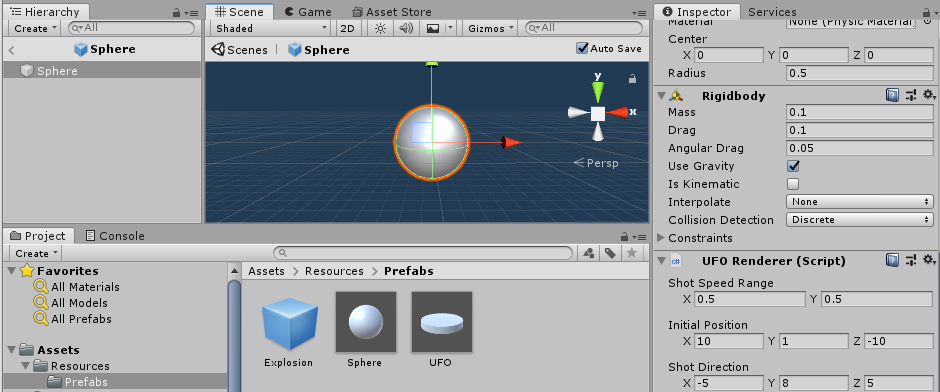 Hierarchy
Create All
Sphere
Sphere
Scene Game Asset Store
Shaded 2D Gizmos All
Scenes Sphere Auto Save
y
x
Persp
Project Console
Create
Favorites
All Materials
All Models
All Prefabs
Assets
Resources
Prefabs
Assets Resources Prefabs
Explosion Sphere UFO
Inspector Services
Material None (Physic Material
Center
X 0 Y 0 Z 0
Radius 0.5
Rigidbody
Mass 0.1
Drag 0.1
Angular Drag 0.05
Use Gravity
Is Kinematic
Interpolate None
Collision Detection Discrete
Constraints
C# UFO Renderer (Script)
Shot Speed Range
X 0.5 Y 0.5
Initial Position
X 10 Y 1 Z -10
Shot Direction
X -5 Y 8 Z 5